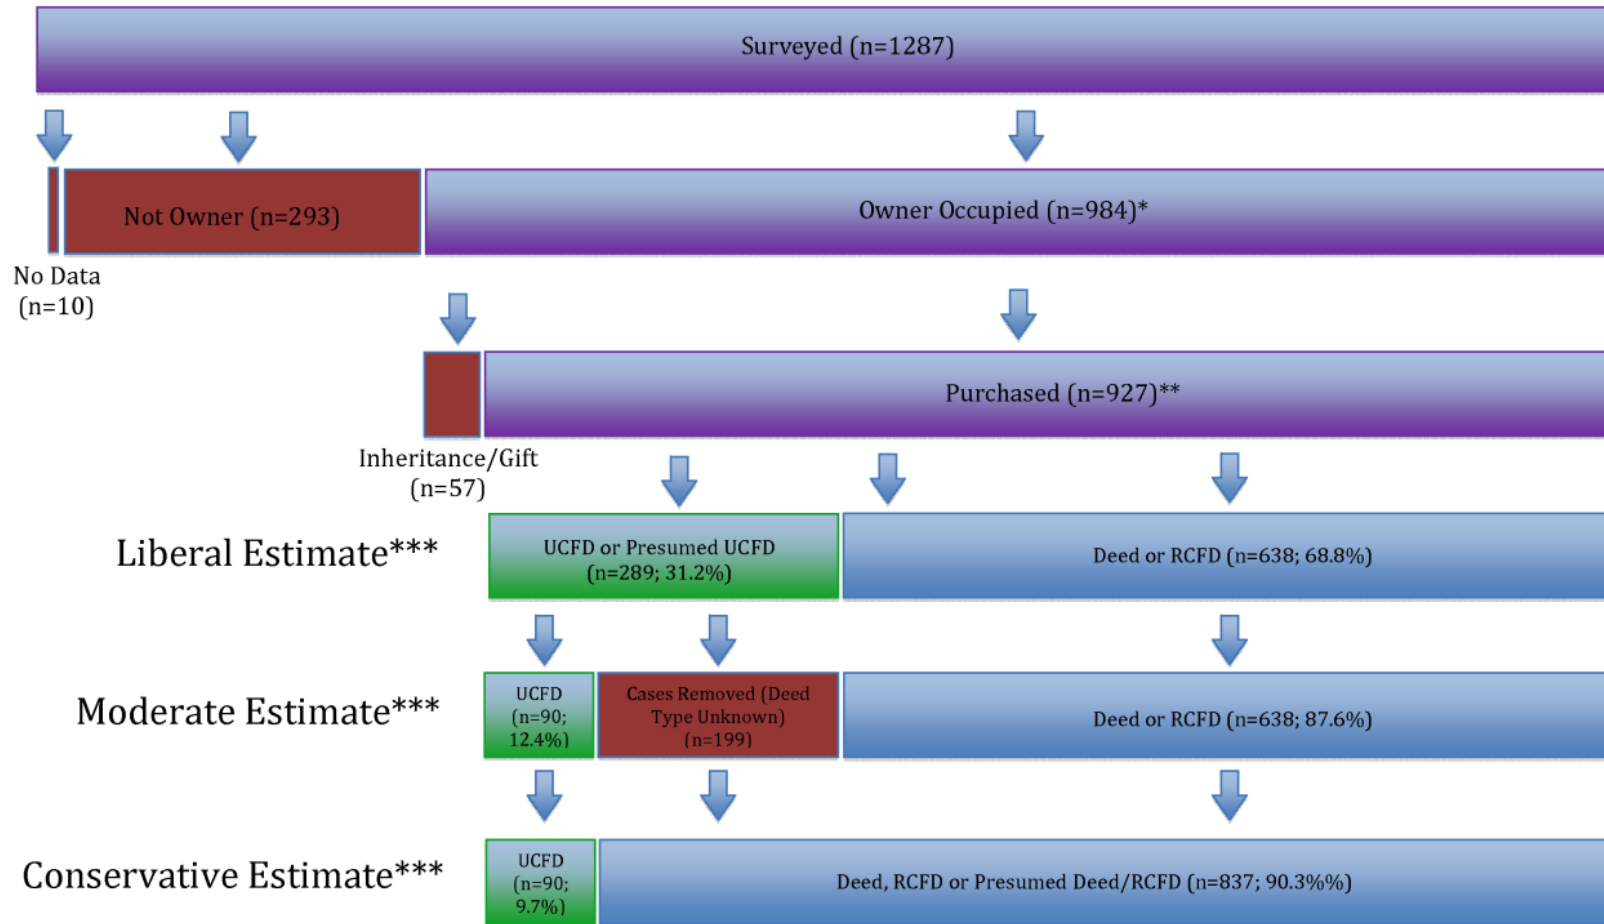 Surveyed (n=1287)
Not Owner (n=293)
Owner Occupied (n=984)*
No Data
(n=10)
Purchased (n=927)**
Inheritance/Gift
(n=57)
Liberal Estimate***
UCFD or Presumed UCFD
(n=289; 31.2%)
Deed or RCFD (n=638; 68.8%)
Moderate Estimate***
UCFD
(n=90;
12.4%)
Cases Removed (Deed
Type Unknown)
(n=199)
Deed or RCFD (n=638; 87.6%)
Conservative Estimate***
UCFD
(n=90;
9.7%)
Deed, RCFD or Presumed Deed/RCFD (n=837; 90.3%%)